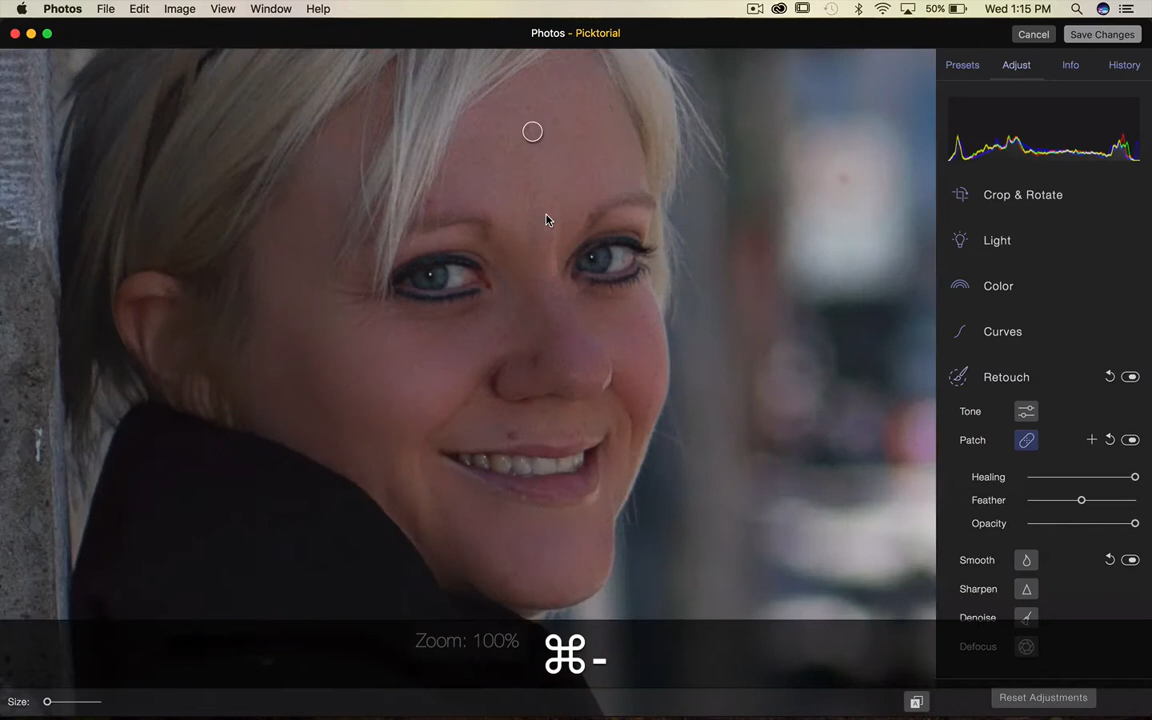 Photos File Edit Image View Window Help 50% Wed 1:15 PM
Photos - Picktorial Cancel Save Changes
Presets Adjust Info History
Crop & Rotate
Light
Color
Curves
Retouch
Tone
Patch
Healing
Feather
Opacity
Smooth
Sharpen
Denoise
Zoom: 100% ⌘-
Defocus
Size: Reset Adjustments